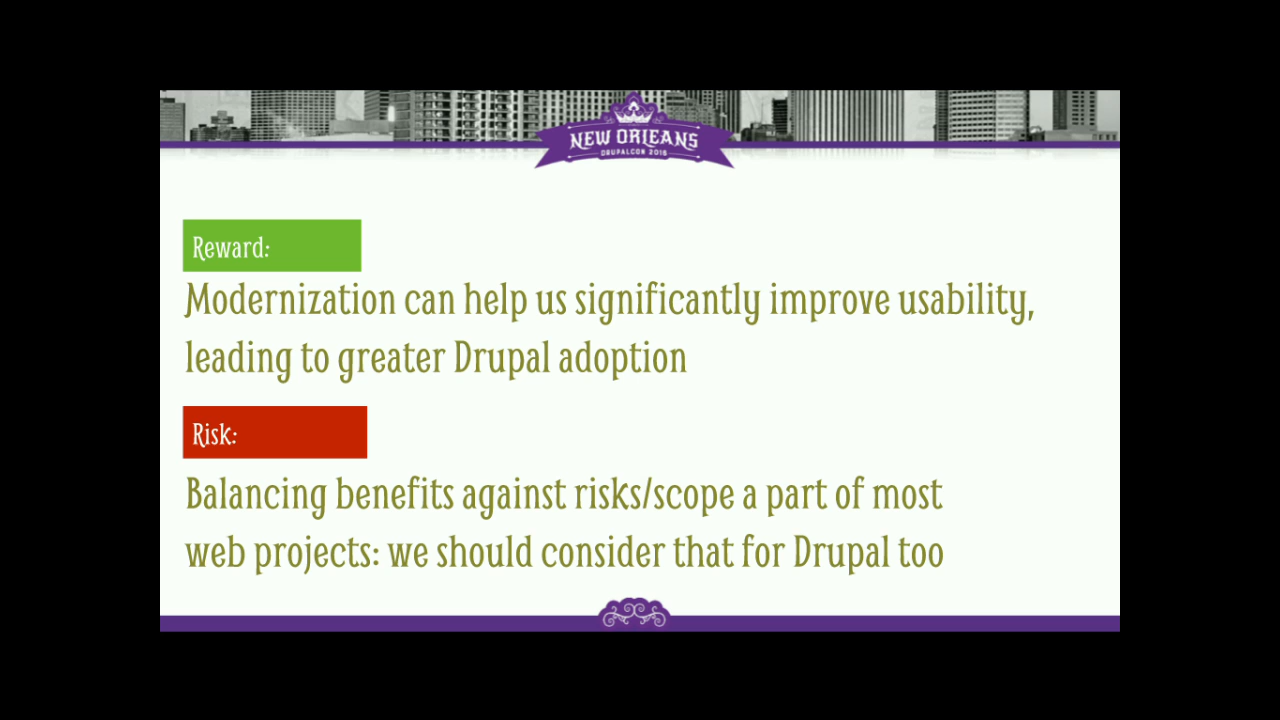 NEW ORLEANS
DRUPALCON 2016
Reward:
Modernization can help us significantly improve usability,
leading to greater Drupal adoption
Risk:
Balancing benefits against risks/scope a part of most
web projects: we should consider that for Drupal too